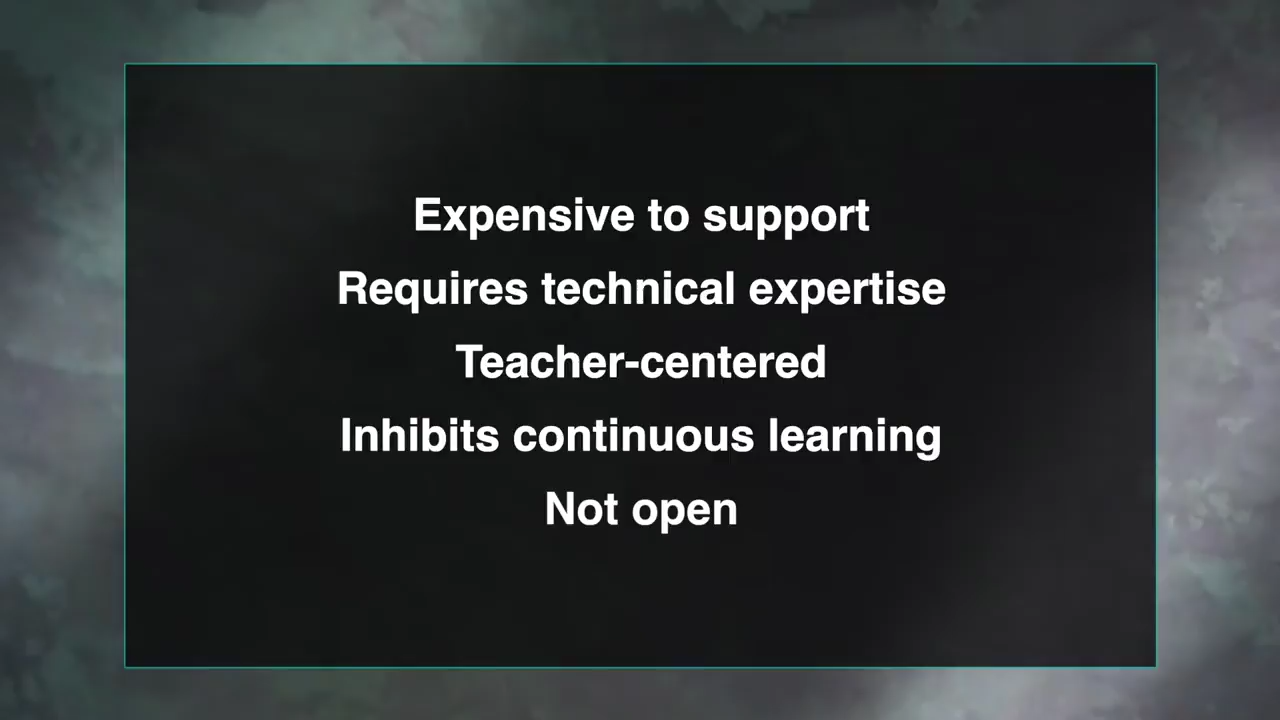 Expensive to support
Requires technical expertise
Teacher-centered
Inhibits continuous learning
Not open